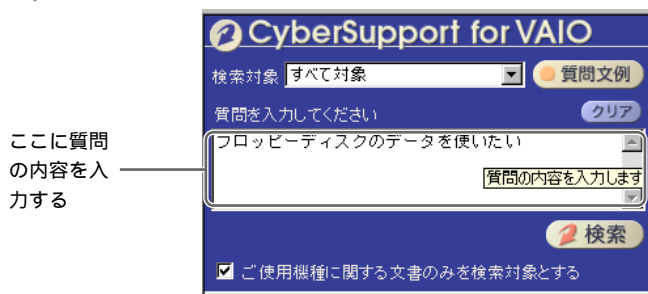 CyberSupport for VAIO
検索対象 すべて対象 質問文例
質問を入力してください クリア
フロッピーディスクのデータを使いたい
質問の内容を入力します
ここに質問
の内容を入
力する
検索
ご使用機種に関する文書のみを検索対象とする